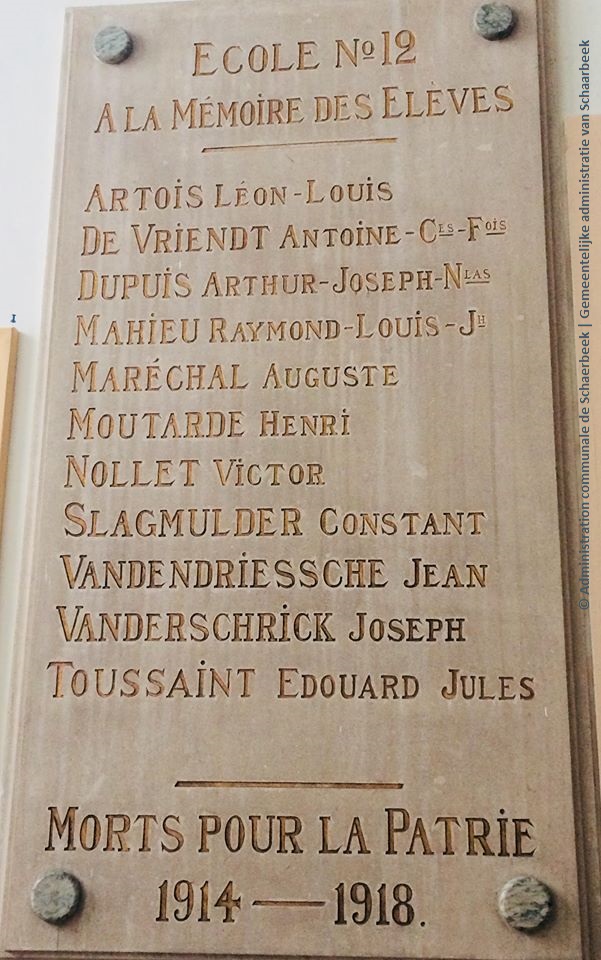 ECOLE No 12
A LA MÉMOIRE DES ELÈVES
ARTOIS LÉON-LOUIS
DE VRIENDT ANTOINE-CES-FOIS
DUPUIS ARTHUR-JOSEPH-NLAS
MAHIEU RAYMOND-LOUIS-JH
MARÉCHAL AUGUSTE
MOUTARDE HENRI
NOLLET VICTOR
SLAGMULDER CONSTANT
VANDENDRIESSCHE JEAN
VANDERSCHRICK JOSEPH
TOUSSAINT EDOUARD JULES
MORTS POUR LA PATRIE
1914 — 1918.
© Administration communale de Schaerbeek | Gemeentelijke administratie van Schaarbeek